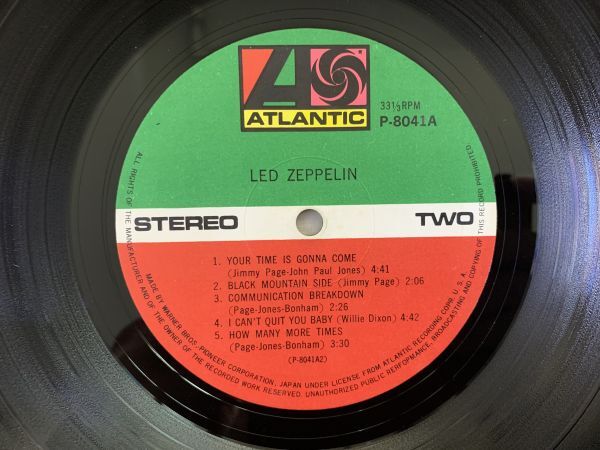 ATLANTIC
33⅓RPM
P-8041A
LED ZEPPELIN
STEREO
TWO
1. YOUR TIME IS GONNA COME
(Jimmy Page-John Paul Jones) 4:41
2. BLACK MOUNTAIN SIDE (Jimmy Page) 2:06
3. COMMUNICATION BREAKDOWN
(Page-Jones-Bonham) 2:26
4. I CAN'T QUIT YOU BABY (Willie Dixon) 4:42
5. HOW MANY MORE TIMES
(Page-Jones-Bonham) 3:30
(P-8041A2)
MADE BY WARNER BROS.-PIONEER CORPORATION, JAPAN UNDER LICENSE FROM ATLANTIC RECORDING CORP. U.S.A.
ALL RIGHTS OF THE MANUFACTURER AND OF THE OWNER OF THE RECORDED WORK RESERVED. UNAUTHORIZED PUBLIC PERFOPMANCE, BROADCASTING AND COPYING OF THIS RECORD PROHIBITED.